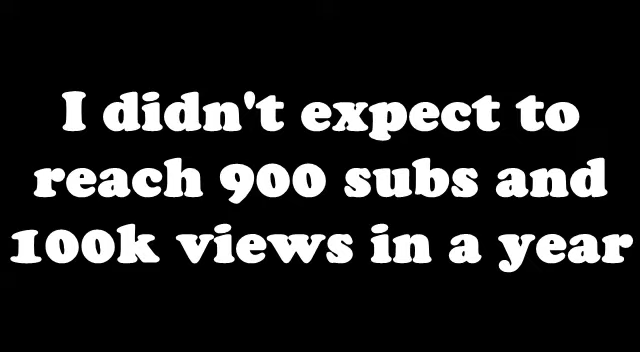 I didn't expect to
reach 900 subs and
100k views in a year